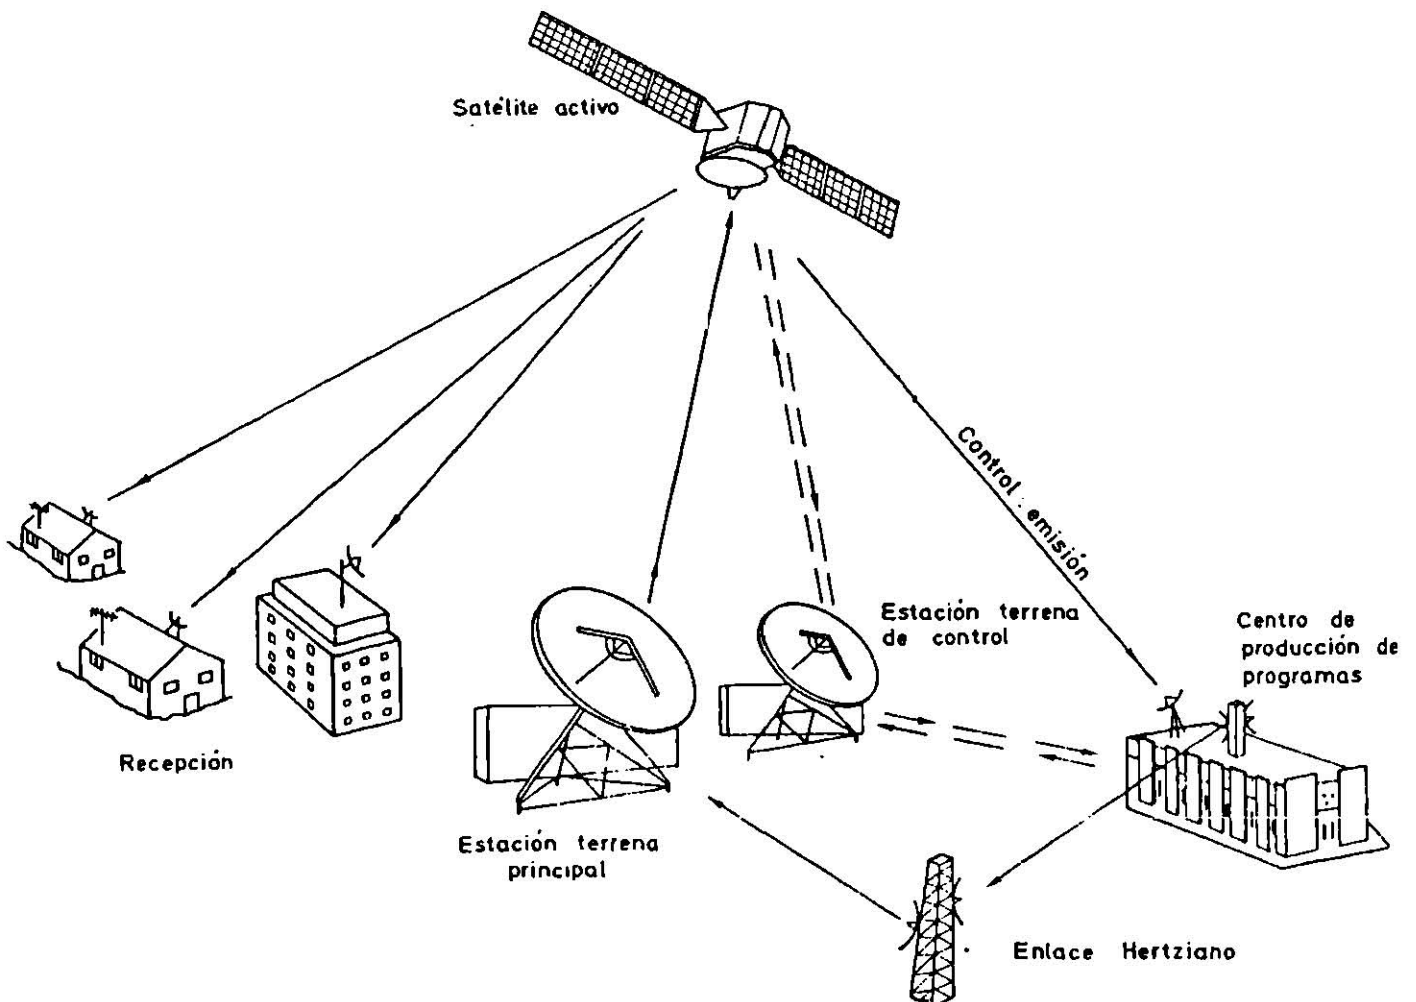 Satélite activo
Control emisión
Estación terrena
de control
Centro de
producción de
programas
Recepción
Estación terrena
principal
Enlace Hertziano